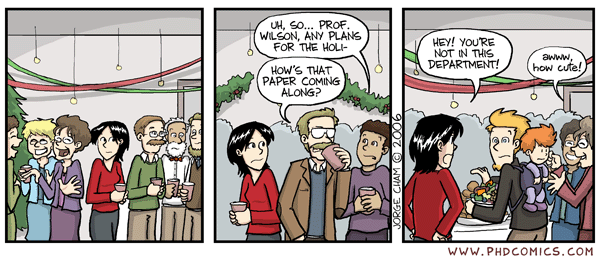 UH, SO... PROF.
WILSON, ANY PLANS
FOR THE HOLI-
HOW'S THAT
PAPER COMING
ALONG?
JORGE CHAM © 2006
HEY! YOU'RE
NOT IN THIS
DEPARTMENT!
awww,
how cute!
WWW.PHDCOMICS.COM